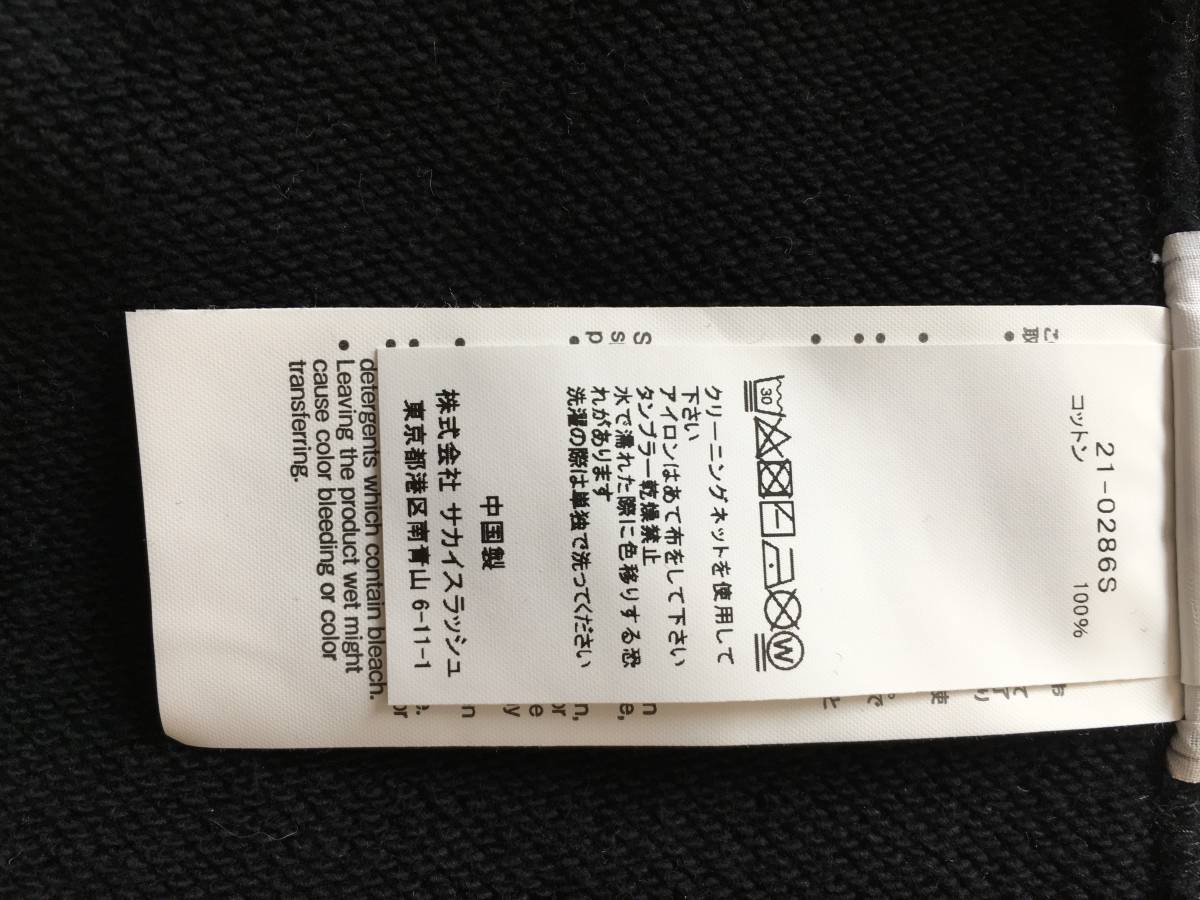 21-0286S
コットン 100%
30
W
クリーニングネットを使用して
下さい
アイロンはあて布をして下さい
タンブラー乾燥禁止
水で濡れた際に色移りする恐
れがあります
洗濯の際は単独で洗ってください
中国製
株式会社 サカイスラッシュ
東京都港区南青山 6-11-1
detergents which contain bleach.
• Leaving the product wet might
cause color bleeding or color
transferring.